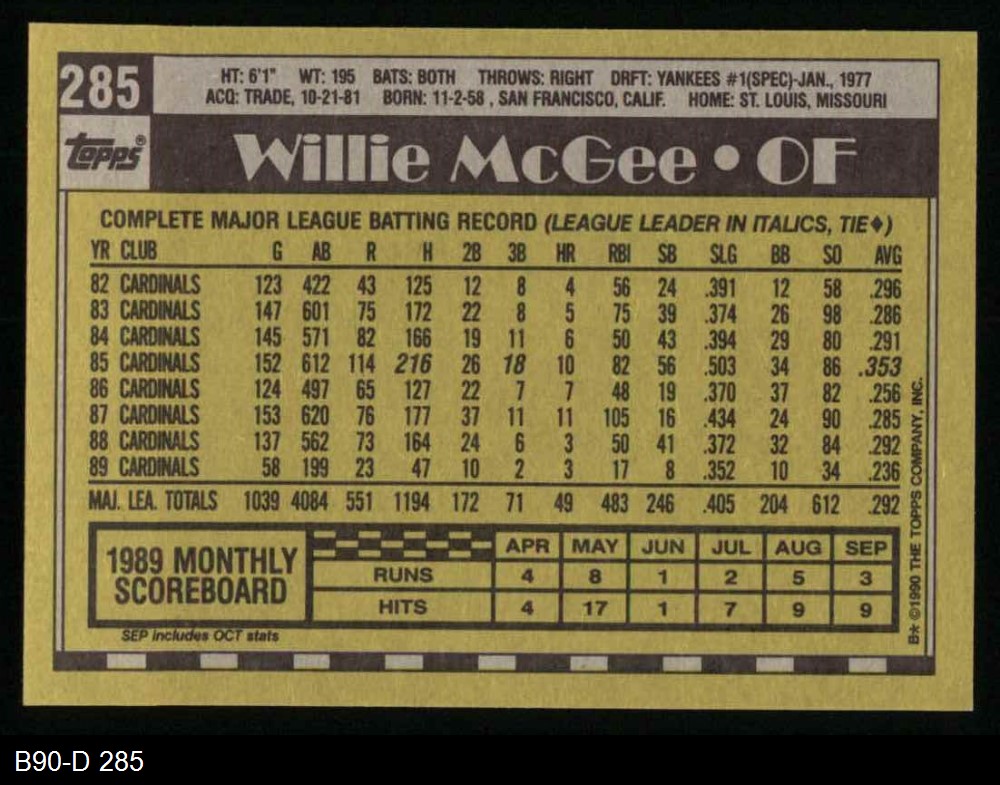 285
HT: 6'1" WT: 195 BATS: BOTH THROWS: RIGHT DRFT: YANKEES #1(SPEC)-JAN., 1977
ACQ: TRADE, 10-21-81 BORN: 11-2-58 , SAN FRANCISCO, CALIF. HOME: ST. LOUIS, MISSOURI
topps®
Willie McGee • OF
COMPLETE MAJOR LEAGUE BATTING RECORD (LEAGUE LEADER IN ITALICS, TIE♦)
YR CLUB G AB R H 2B 3B HR RBI SB SLG BB SO AVG
82 CARDINALS 123 422 43 125 12 8 4 56 24 .391 12 58 .296
83 CARDINALS 147 601 75 172 22 8 5 75 39 .374 26 98 .286
84 CARDINALS 145 571 82 166 19 11 6 50 43 .394 29 80 .291
85 CARDINALS 152 612 114 216 26 18 10 82 56 .503 34 86 .353
86 CARDINALS 124 497 65 127 22 7 7 48 19 .370 37 82 .256
87 CARDINALS 153 620 76 177 37 11 11 105 16 .434 24 90 .285
88 CARDINALS 137 562 73 164 24 6 3 50 41 .372 32 84 .292
89 CARDINALS 58 199 23 47 10 2 3 17 8 .352 10 34 .236
MAJ. LEA. TOTALS 1039 4084 551 1194 172 71 49 483 246 .405 204 612 .292
1989 MONTHLY SCOREBOARD
APR MAY JUN JUL AUG SEP
RUNS 4 8 1 2 5 3
HITS 4 17 1 7 9 9
SEP includes OCT stats
B* ©1990 THE TOPPS COMPANY, INC.
B90-D 285